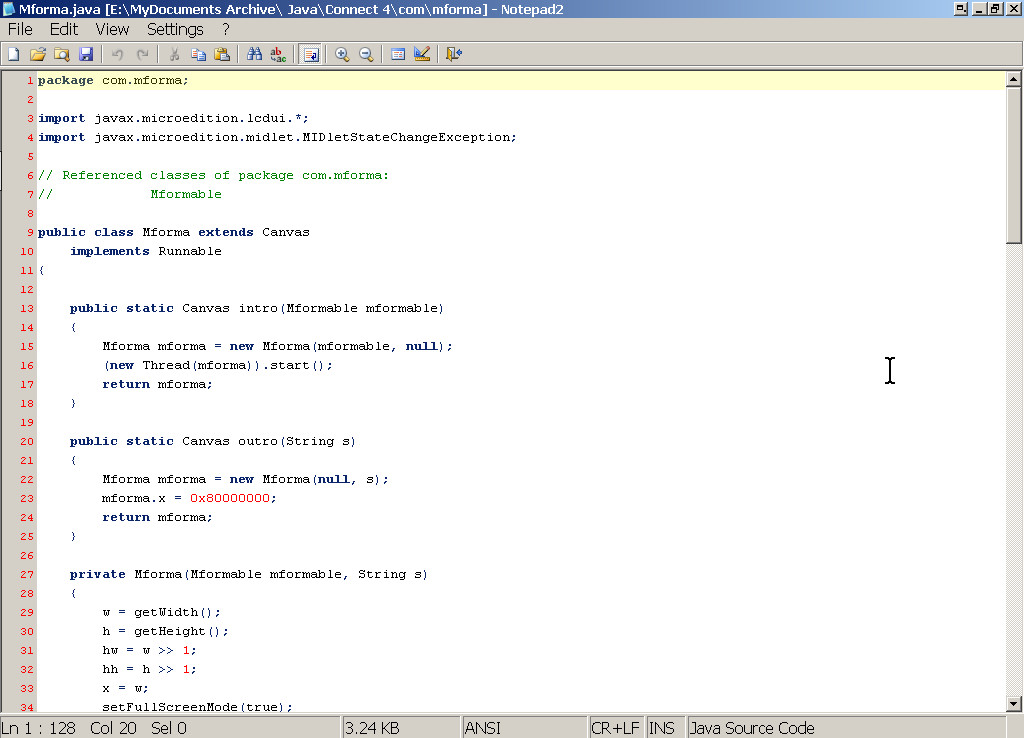 Mforma.java [E:\MyDocuments Archive\ Java\Connect 4\com\mforma] - Notepad2
File Edit View Settings ?
1 package com.mforma;
2
3 import javax.microedition.lcdui.*;
4 import javax.microedition.midlet.MIDletStateChangeException;
5
6 // Referenced classes of package com.mforma:
7 //            Mformable
8
9 public class Mforma extends Canvas
10     implements Runnable
11 {
12
13     public static Canvas intro(Mformable mformable)
14     {
15         Mforma mforma = new Mforma(mformable, null);
16         (new Thread(mforma)).start();
17         return mforma;
18     }
19
20     public static Canvas outro(String s)
21     {
22         Mforma mforma = new Mforma(null, s);
23         mforma.x = 0x80000000;
24         return mforma;
25     }
26
27     private Mforma(Mformable mformable, String s)
28     {
29         w = getWidth();
30         h = getHeight();
31         hw = w >> 1;
32         hh = h >> 1;
33         x = w;
34         setFullScreenMode(true);
Ln 1 : 128 Col 20 Sel 0 3.24 KB ANSI CR+LF INS Java Source Code